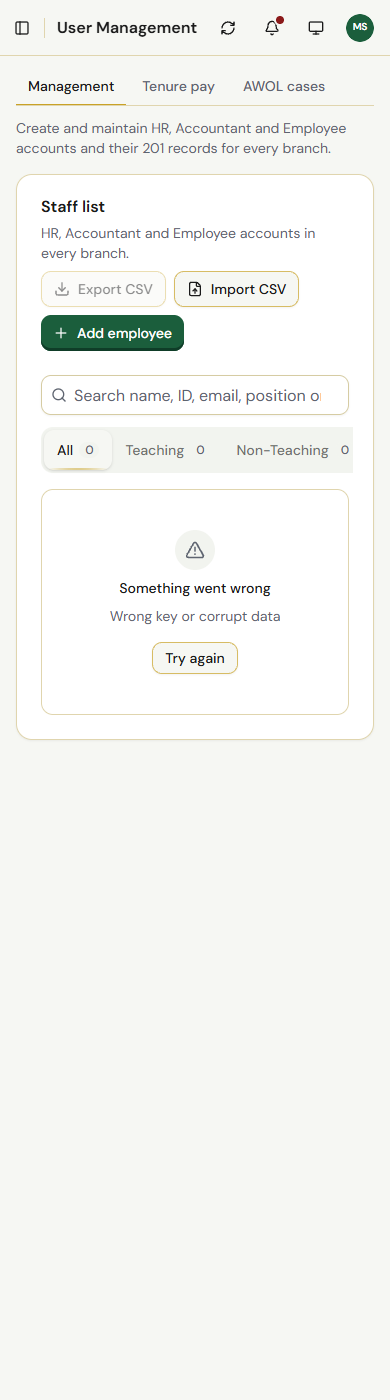 User Management
MS
Management
Tenure pay
AWOL cases
Create and maintain HR, Accountant and Employee
accounts and their 201 records for every branch.
Staff list
HR, Accountant and Employee accounts in
every branch.
Export CSV
Import CSV
Add employee
Search name, ID, email, position or
All 0
Teaching 0
Non-Teaching 0
Something went wrong
Wrong key or corrupt data
Try again